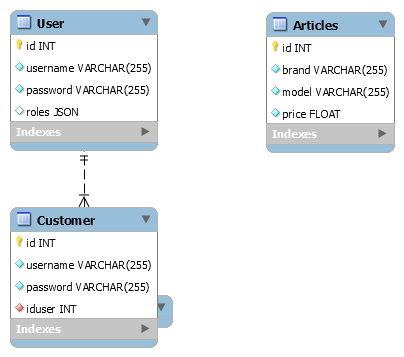 User
id INT
username VARCHAR(255)
password VARCHAR(255)
roles JSON
Indexes
Articles
id INT
brand VARCHAR(255)
model VARCHAR(255)
price FLOAT
Indexes
Customer
id INT
username VARCHAR(255)
password VARCHAR(255)
iduser INT
Indexes